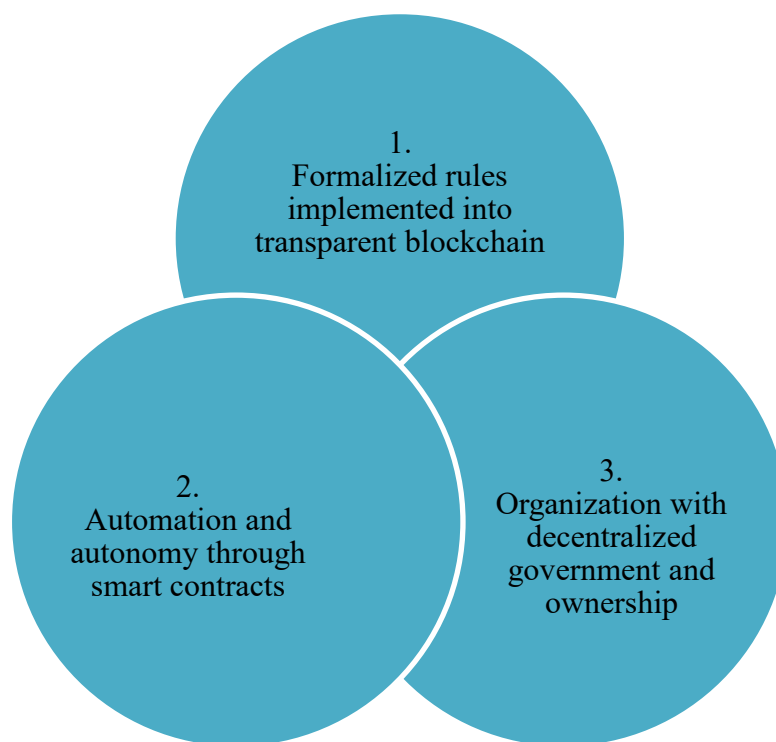 1.
Formalized rules
implemented into
transparent blockchain
2.
Automation and
autonomy through
smart contracts
3.
Organization with
decentralized
government and
ownership